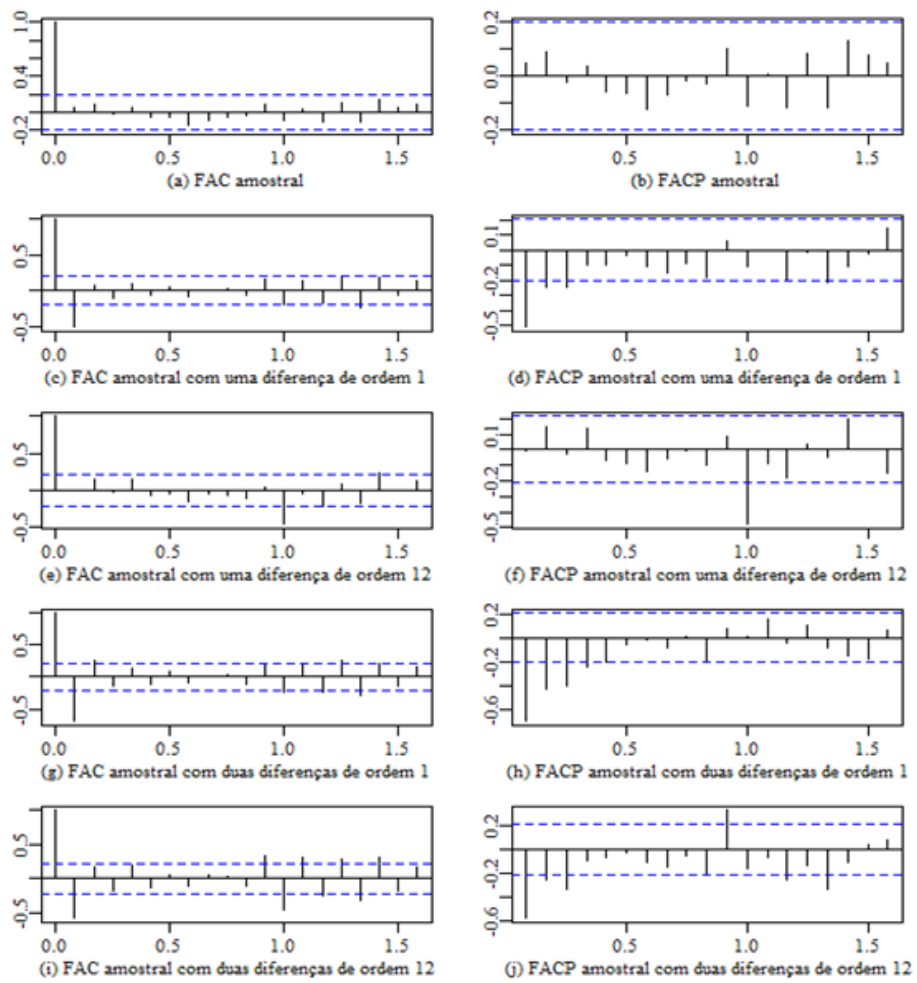 1.0
0.4
-0.2
0.0 0.5 1.0 1.5
(a) FAC amostral
0.2
0.0
-0.2
0.5 1.0 1.5
(b) FACP amostral
0.5
-0.5
0.0 0.5 1.0 1.5
(c) FAC amostral com uma diferença de ordem 1
0.1
-0.2
-0.5
0.5 1.0 1.5
(d) FACP amostral com uma diferença de ordem 1
0.5
-0.5
0.0 0.5 1.0 1.5
(e) FAC amostral com uma diferença de ordem 12
0.1
-0.2
-0.5
0.5 1.0 1.5
(f) FACP amostral com uma diferença de ordem 12
0.5
-0.5
0.0 0.5 1.0 1.5
(g) FAC amostral com duas diferenças de ordem 1
0.2
-0.2
-0.6
0.5 1.0 1.5
(h) FACP amostral com duas diferenças de ordem 1
0.5
-0.5
0.0 0.5 1.0 1.5
(i) FAC amostral com duas diferenças de ordem 12
0.2
-0.2
-0.6
0.5 1.0 1.5
(j) FACP amostral com duas diferenças de ordem 12